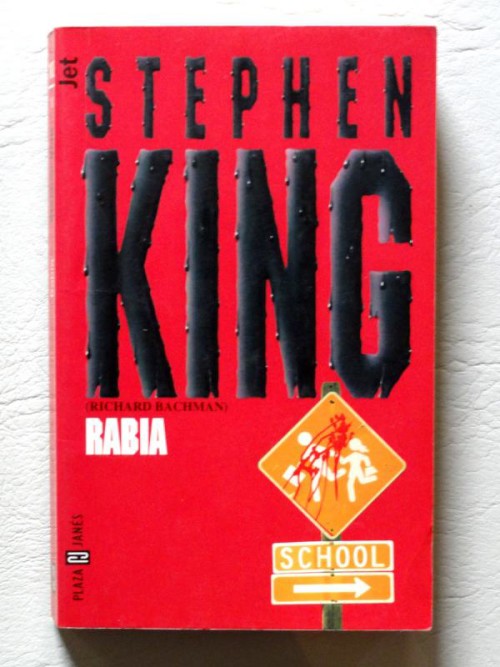 Jet
STEPHEN
KING
(RICHARD BACHMAN)
RABIA
SCHOOL
PLAZA JANÉS